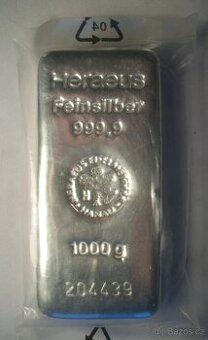 04
Heraeus
Feinsilber
999,9
1000 g
204439
bazos.cz